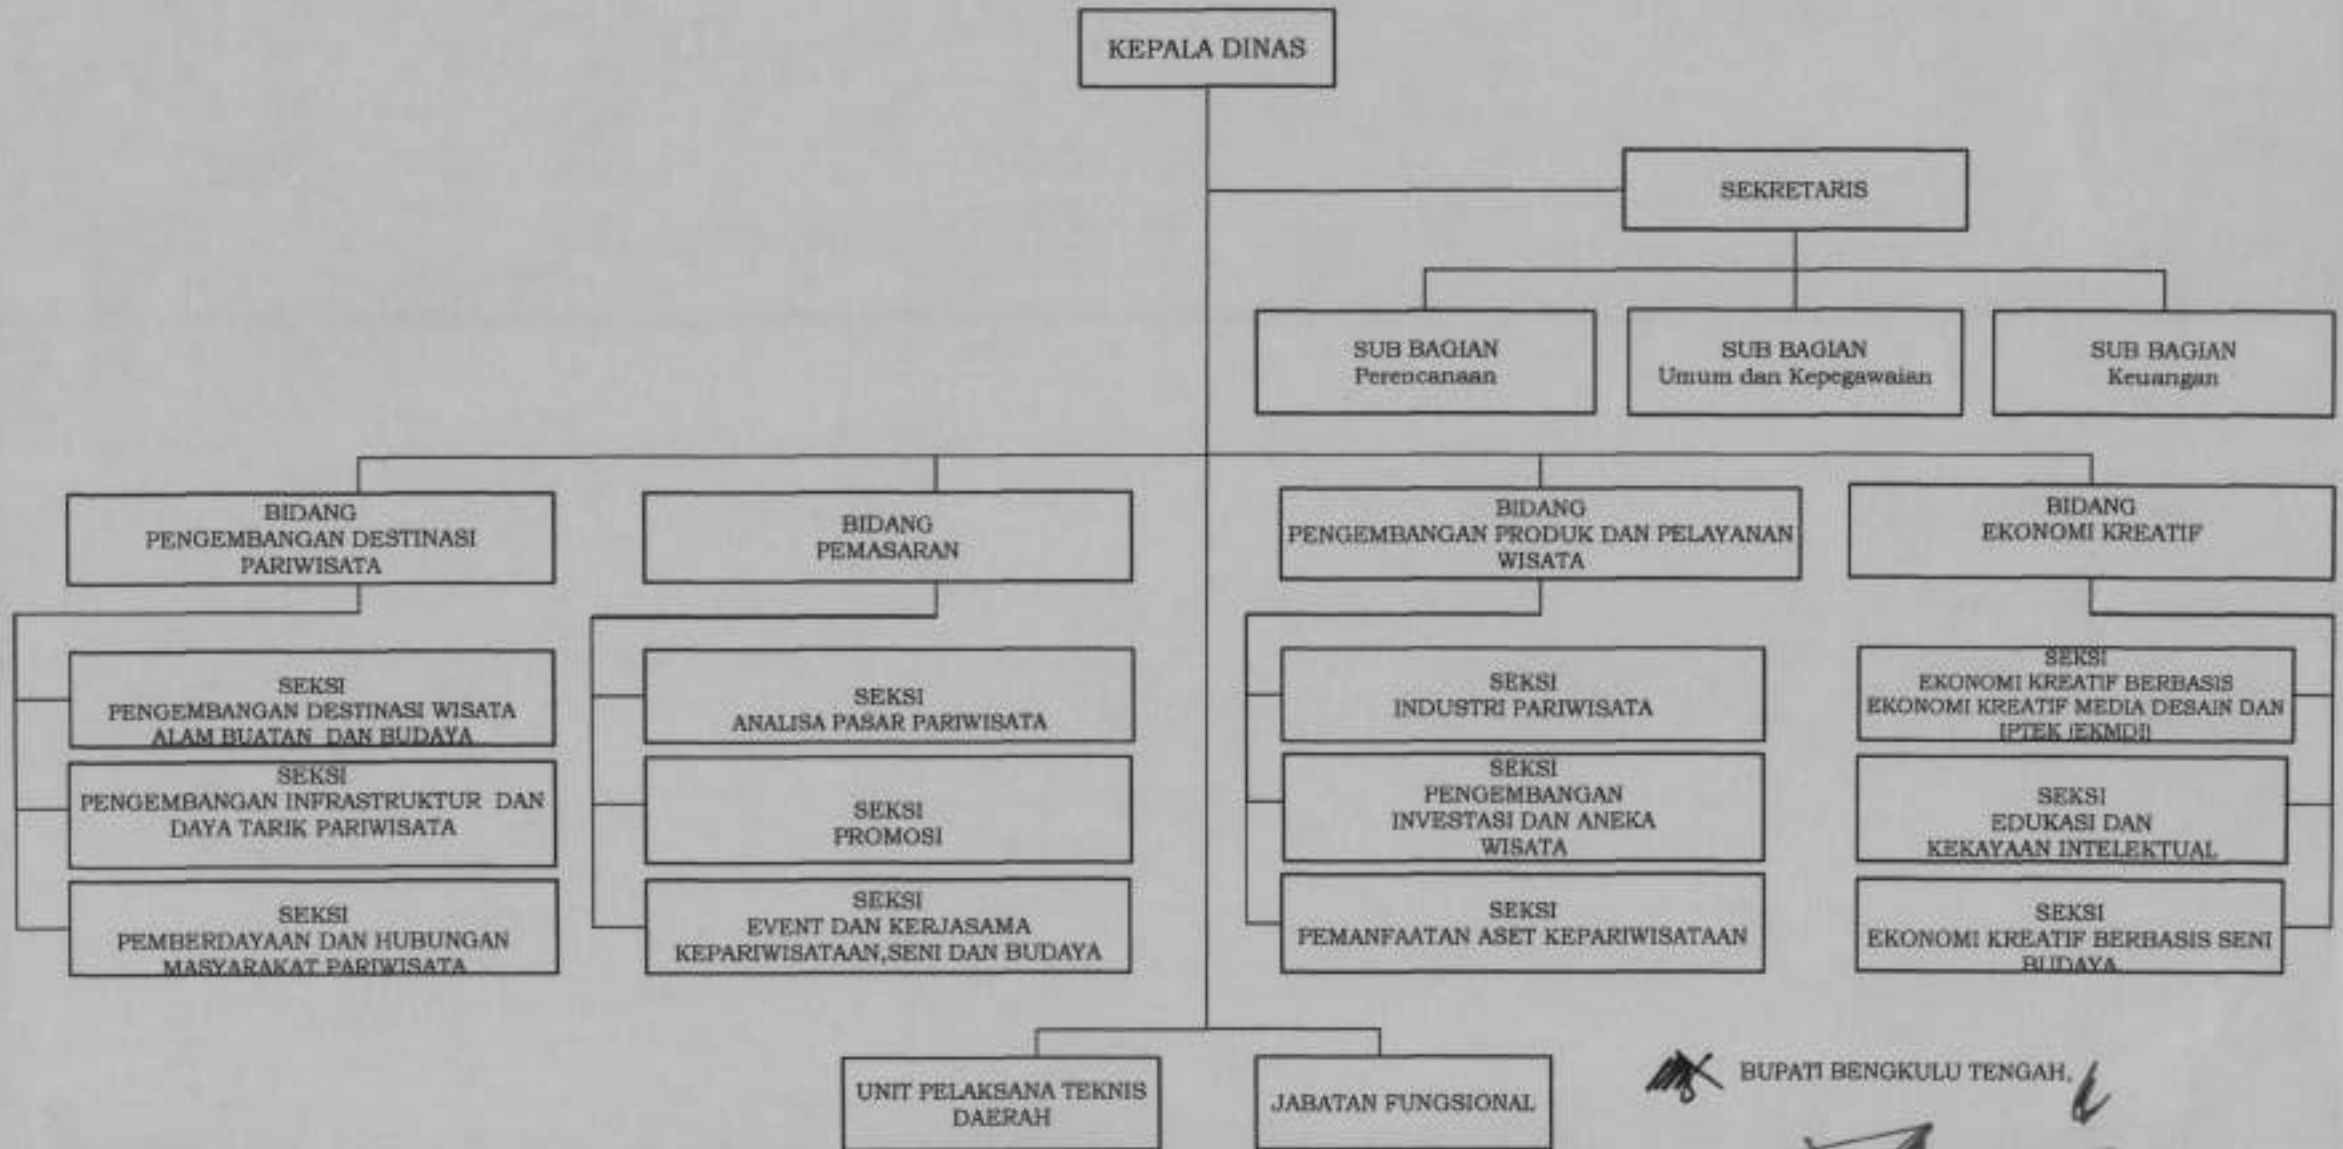 KEPALA DINAS
SEKRETARIS
SUB BAGIAN
Perencanaan
SUB BAGIAN
Umum dan Kepegawaian
SUB BAGIAN
Keuangan
BIDANG
PENGEMBANGAN DESTINASI
PARIWISATA
BIDANG
PEMASARAN
BIDANG
PENGEMBANGAN PRODUK DAN PELAYANAN
WISATA
BIDANG
EKONOMI KREATIF
SEKSI
PENGEMBANGAN DESTINASI WISATA
ALAM BUATAN DAN BUDAYA
SEKSI
PENGEMBANGAN INFRASTRUKTUR DAN
DAYA TARIK PARIWISATA
SEKSI
PEMBERDAYAAN DAN HUBUNGAN
MASYARAKAT PARIWISATA
SEKSI
ANALISA PASAR PARIWISATA
SEKSI
PROMOSI
SEKSI
EVENT DAN KERJASAMA
KEPARIWISATAAN,SENI DAN BUDAYA
SEKSI
INDUSTRI PARIWISATA
SEKSI
PENGEMBANGAN
INVESTASI DAN ANEKA
WISATA
SEKSI
PEMANFAATAN ASET KEPARIWISATAAN
SEKSI
EKONOMI KREATIF BERBASIS
EKONOMI KREATIF MEDIA DESAIN DAN
IPTEK (EKMDI)
SEKSI
EDUKASI DAN
KEKAYAAN INTELEKTUAL
SEKSI
EKONOMI KREATIF BERBASIS SENI
BUDAYA
UNIT PELAKSANA TEKNIS
DAERAH
JABATAN FUNGSIONAL
BUPATI BENGKULU TENGAH,